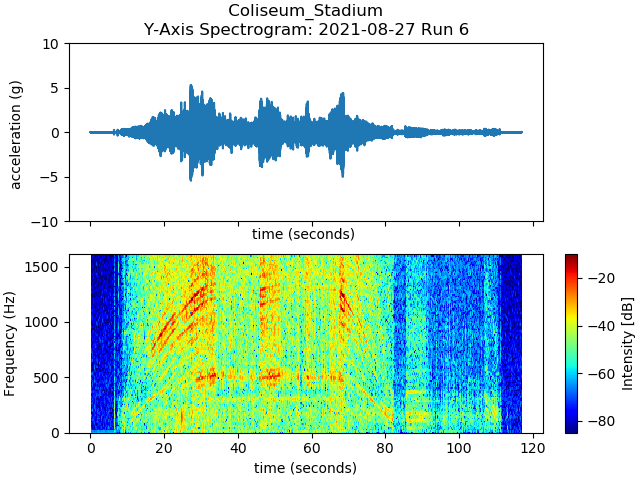 Coliseum_Stadium
Y-Axis Spectrogram: 2021-08-27 Run 6
10
5
0
−5
−10
acceleration (g)
time (seconds)
1500
1000
500
0
Frequency (Hz)
0 20 40 60 80 100 120
time (seconds)
−20
−40
−60
−80
Intensity [dB]